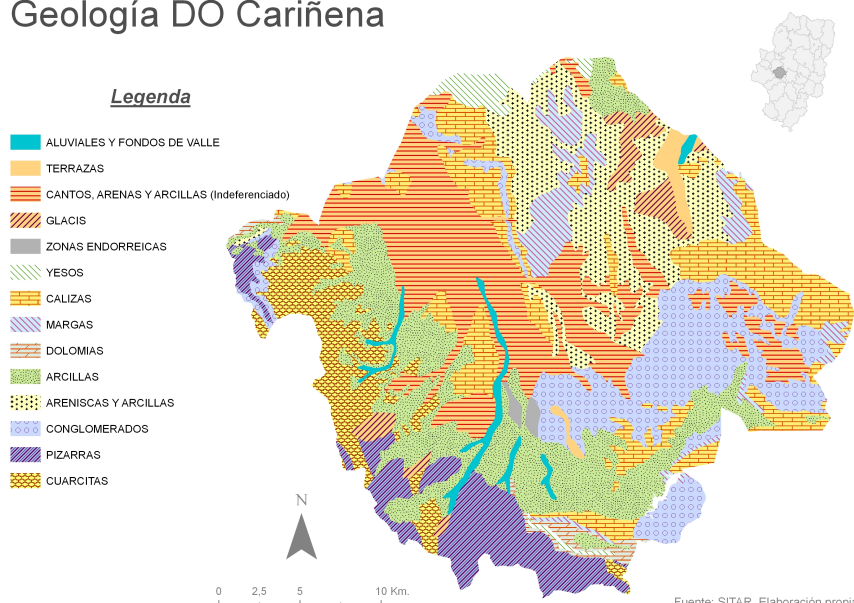 Geología DO Cariñena
Legenda
ALUVIALES Y FONDOS DE VALLE
TERRAZAS
CANTOS, ARENAS Y ARCILLAS (Indeferenciado)
GLACIS
ZONAS ENDORREICAS
YESOS
CALIZAS
MARGAS
DOLOMIAS
ARCILLAS
ARENISCAS Y ARCILLAS
CONGLOMERADOS
PIZARRAS
CUARCITAS
N
0 2,5 5 10 Km.
Fuente: SITAR. Elaboración propia